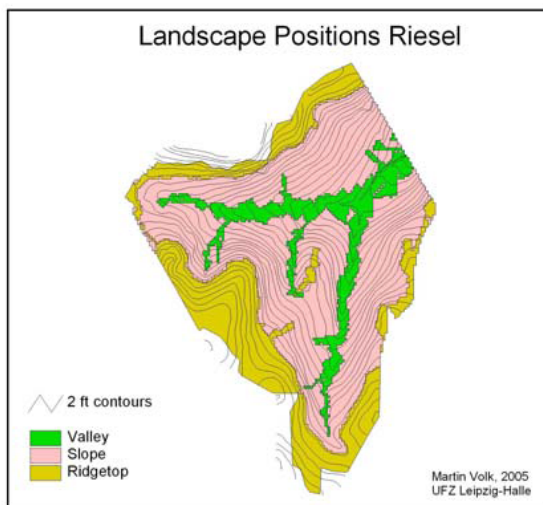 Landscape Positions Riesel
2 ft contours
Valley
Slope
Ridgetop
Martin Volk, 2005
UFZ Leipzig-Halle